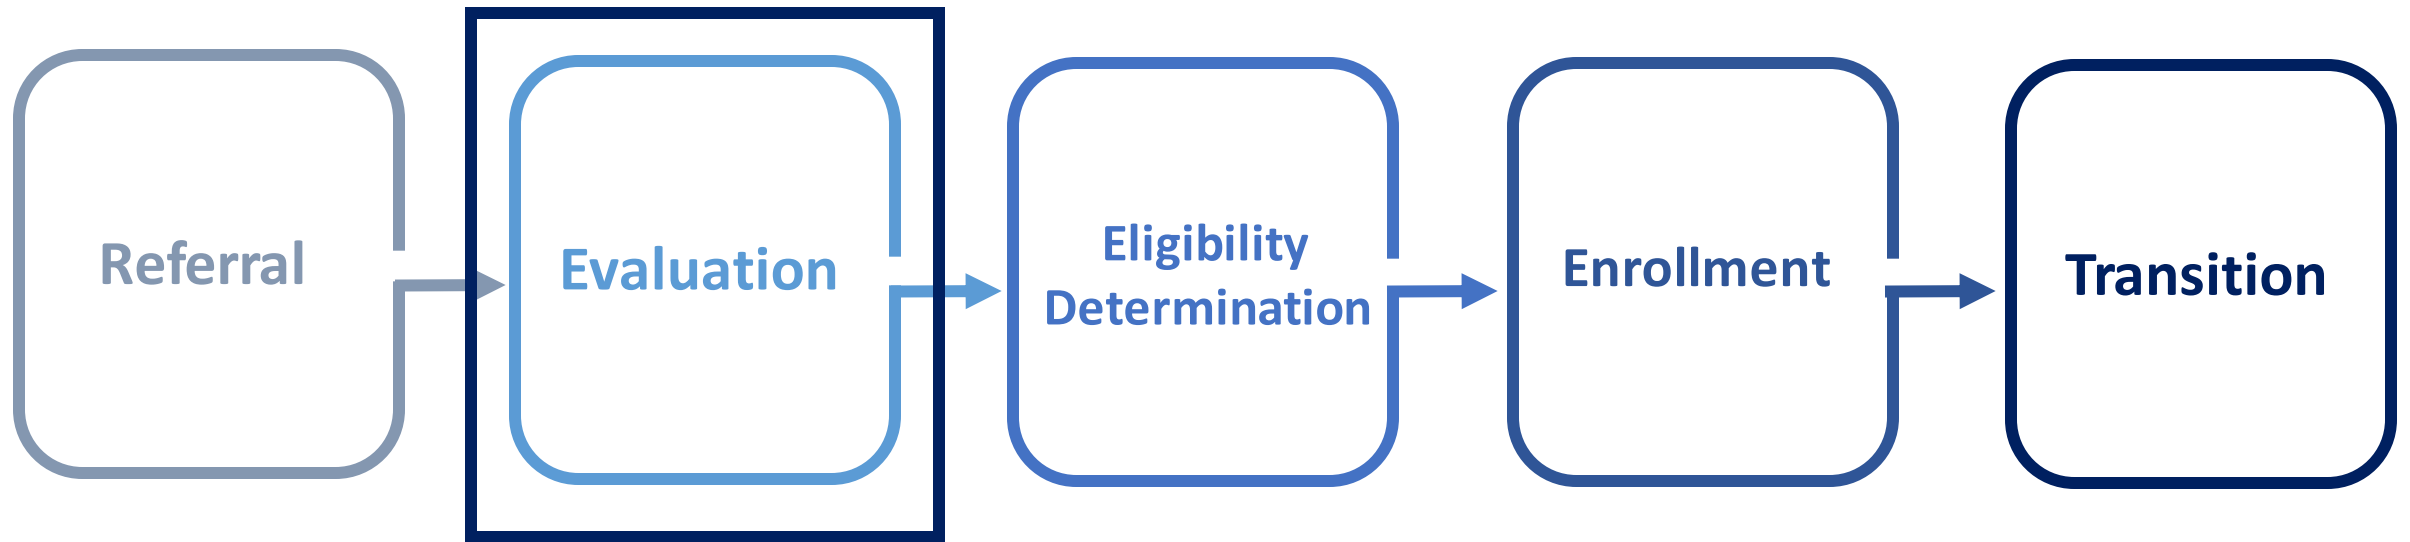 Referral
Evaluation
Eligibility
Determination
Enrollment
Transition